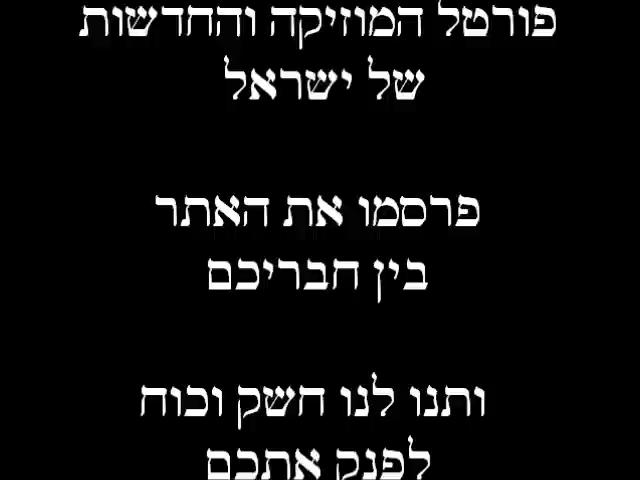 פורטל המוזיקה והחדשות
של ישראל
פרסמו את האתר
בין חבריכם
ותנו לנו חשק וכוח
לפנק אתכם